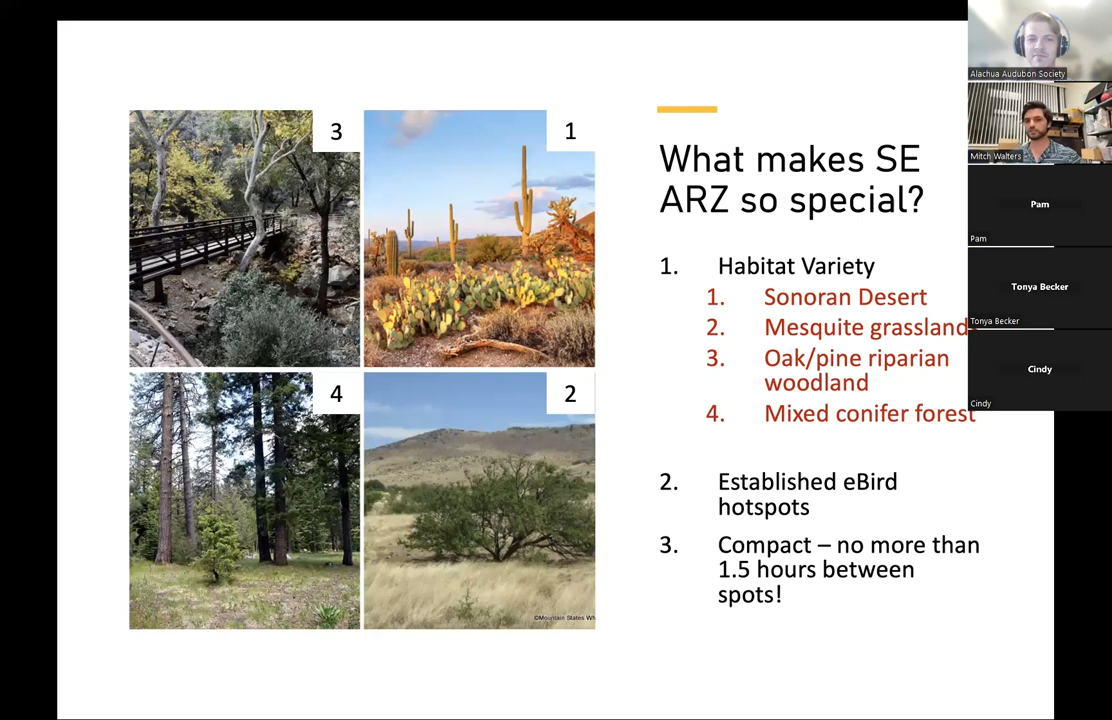 3
1
4
2
©Mountain States
What makes SE
ARZ so special?
1. Habitat Variety
1. Sonoran Desert
2. Mesquite grassland
3. Oak/pine riparian
woodland
4. Mixed conifer forest
2. Established eBird
hotspots
3. Compact – no more than
1.5 hours between
spots!
Alachua Audubon Society
Mitch Walters
Pam
Pam
Tonya Becker
Tonya Becker
Cindy
Cindy